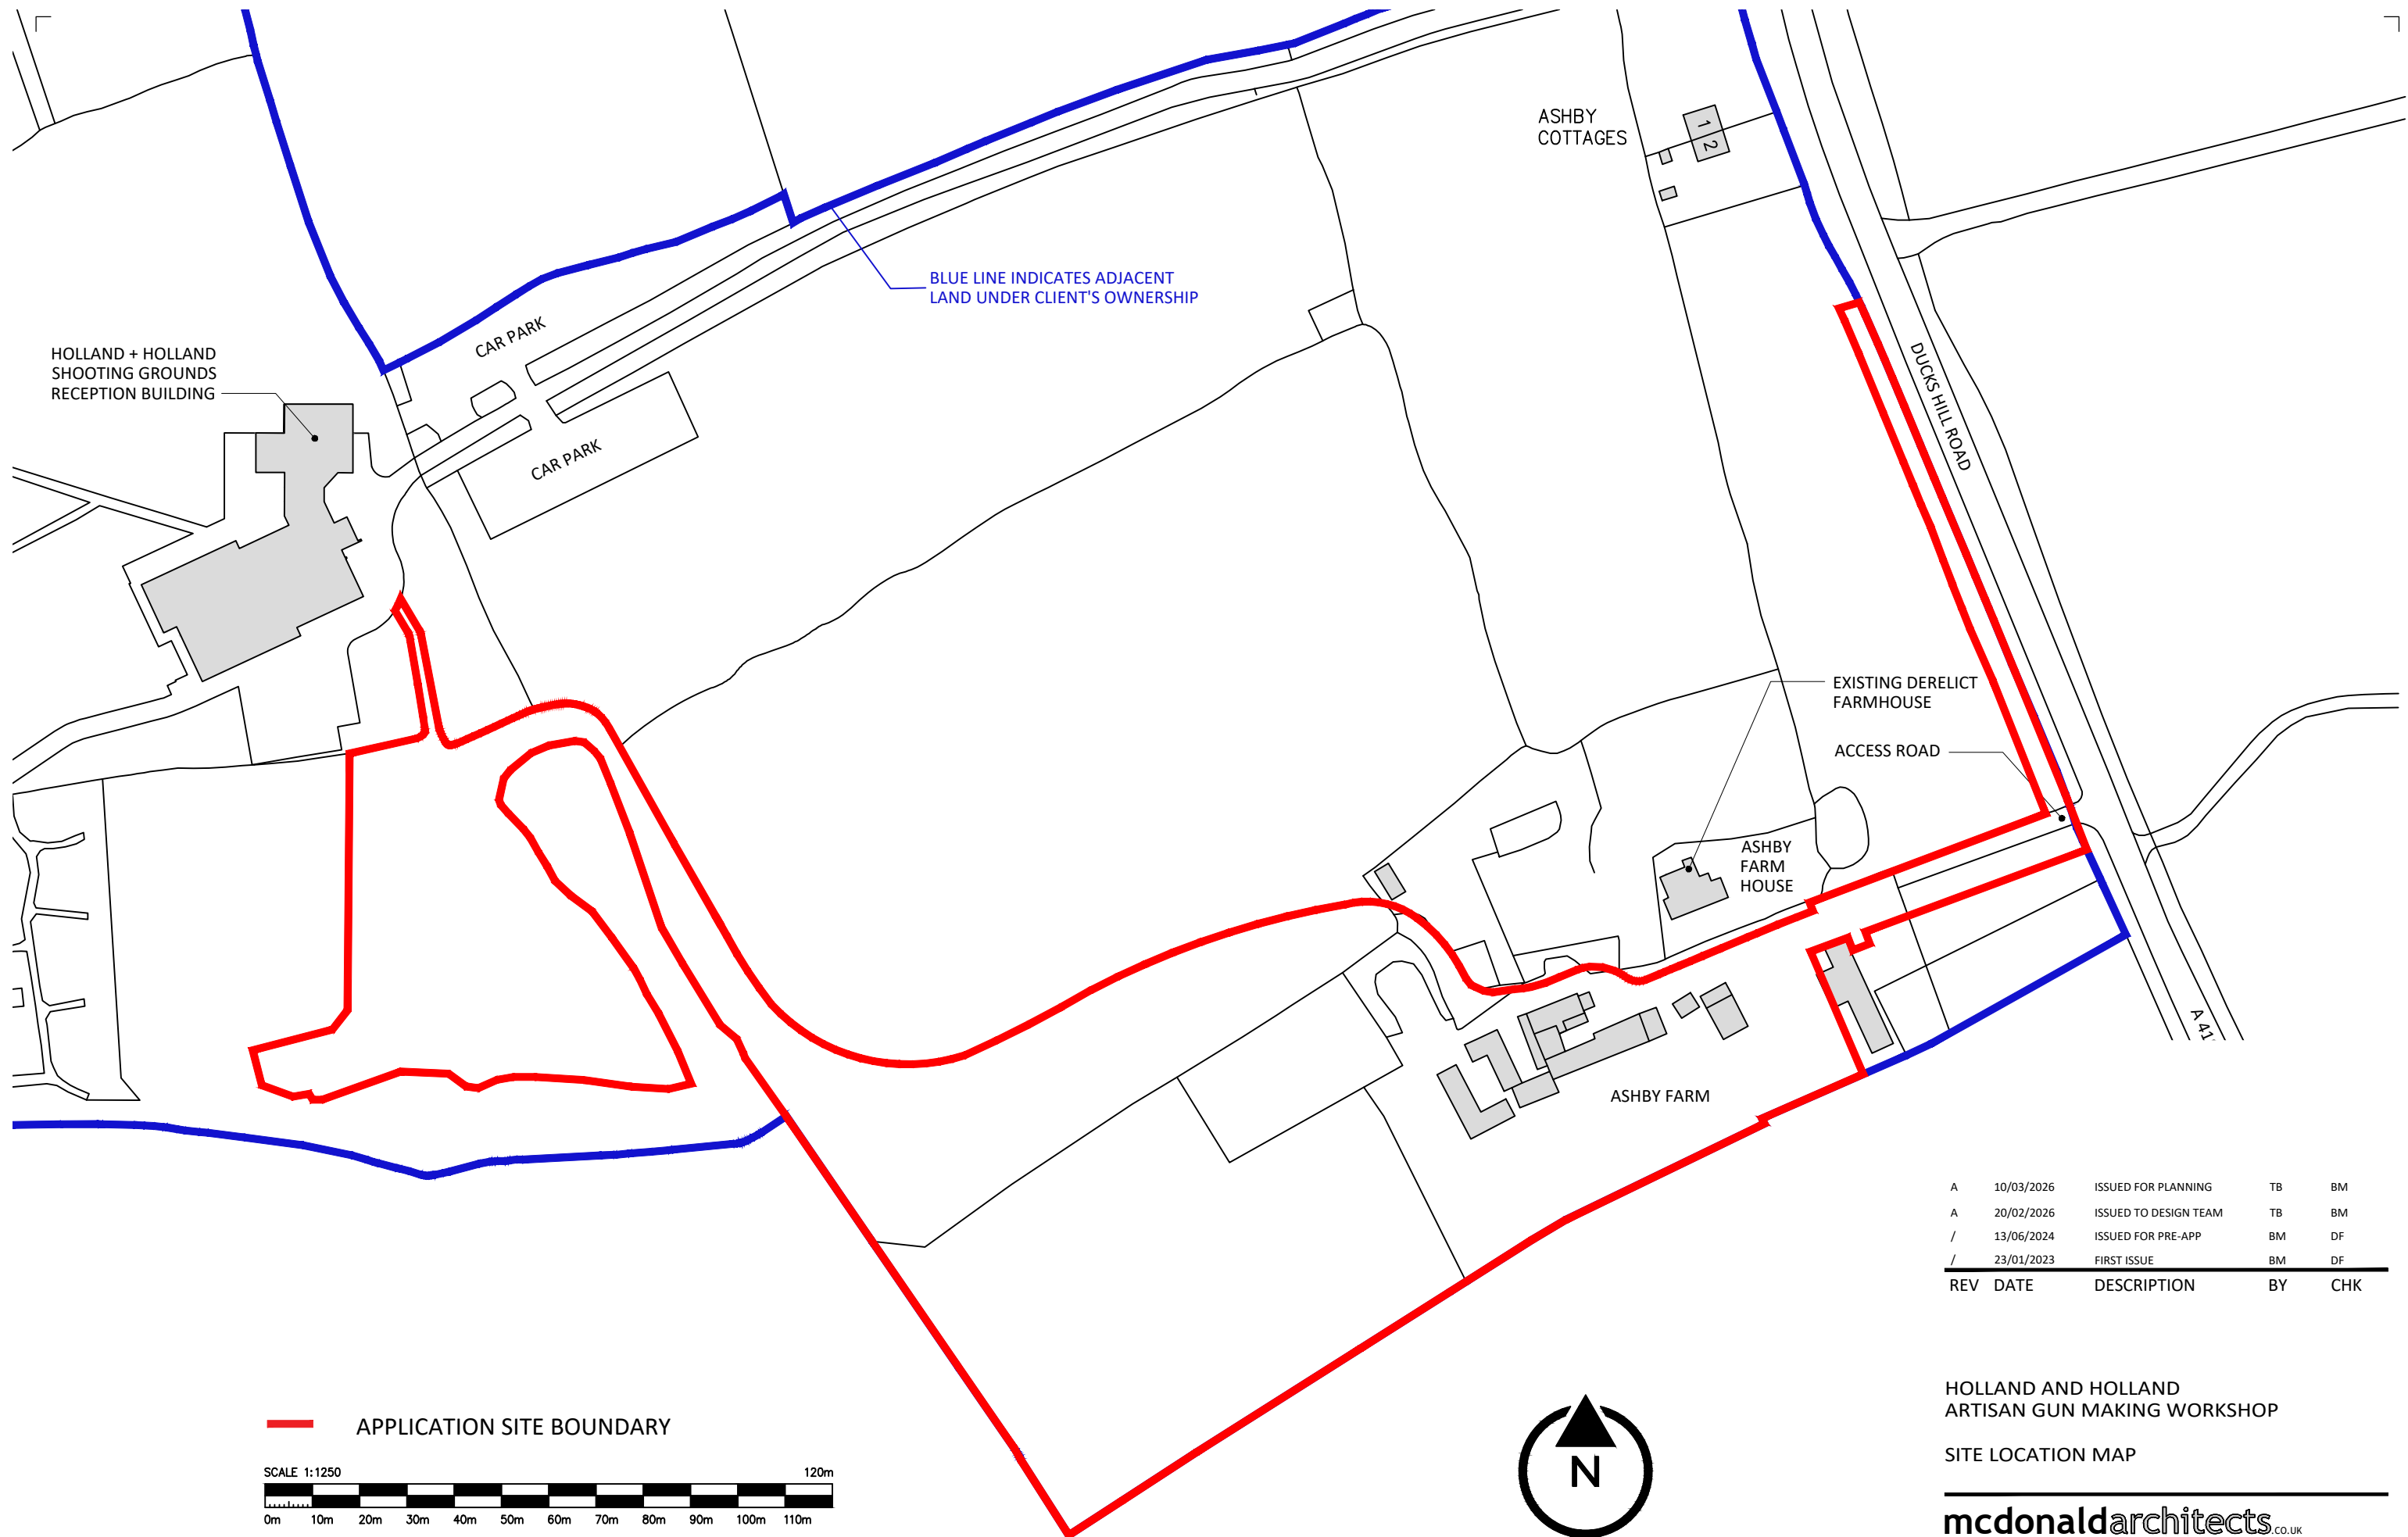 ASHBY
COTTAGES
1
2
BLUE LINE INDICATES ADJACENT
LAND UNDER CLIENT'S OWNERSHIP
CAR PARK
HOLLAND + HOLLAND
SHOOTING GROUNDS
RECEPTION BUILDING
CAR PARK
DUCKS HILL ROAD
EXISTING DERELICT
FARMHOUSE
ACCESS ROAD
ASHBY
FARM
HOUSE
A 41
ASHBY FARM
A 10/03/2026 ISSUED FOR PLANNING TB BM
A 20/02/2026 ISSUED TO DESIGN TEAM TB BM
/ 13/06/2024 ISSUED FOR PRE-APP BM DF
/ 23/01/2023 FIRST ISSUE BM DF
REV DATE DESCRIPTION BY CHK
HOLLAND AND HOLLAND
ARTISAN GUN MAKING WORKSHOP
SITE LOCATION MAP
mcdonaldarchitects.CO.UK
APPLICATION SITE BOUNDARY
SCALE 1:1250 120m
0m 10m 20m 30m 40m 50m 60m 70m 80m 90m 100m 110m
N